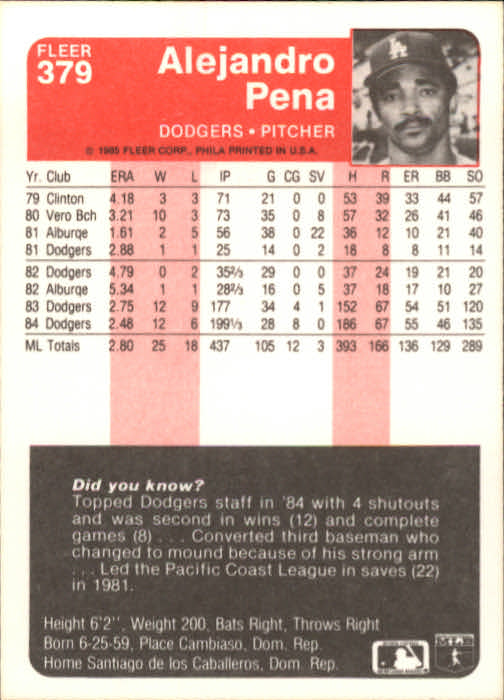 FLEER
379
Alejandro
Pena
DODGERS • PITCHER
© 1985 FLEER CORP., PHILA PRINTED IN U.S.A.
Yr. Club ERA W L IP G CG SV H R ER BB SO
79 Clinton 4.18 3 3 71 21 0 0 53 39 33 44 57
80 Vero Bch 3.21 10 3 73 35 0 8 57 32 26 41 46
81 Alburqe 1.61 2 5 56 38 0 22 36 12 10 21 40
81 Dodgers 2.88 1 1 25 14 0 2 18 8 8 11 14
82 Dodgers 4.79 0 2 35⅔ 29 0 0 37 24 19 21 20
82 Alburqe 5.34 1 1 28⅔ 16 0 5 37 18 17 10 27
83 Dodgers 2.75 12 9 177 34 4 1 152 67 54 51 120
84 Dodgers 2.48 12 6 199⅓ 28 8 0 186 67 55 46 135
ML Totals 2.80 25 18 437 105 12 3 393 166 136 129 289
Did you know?
Topped Dodgers staff in '84 with 4 shutouts
and was second in wins (12) and complete
games (8) . . . Converted third baseman who
changed to mound because of his strong arm
. . . Led the Pacific Coast League in saves (22)
in 1981.
Height 6'2'', Weight 200, Bats Right, Throws Right
Born 6-25-59, Place Cambiaso, Dom. Rep.
Home Santiago de los Caballeros, Dom. Rep.